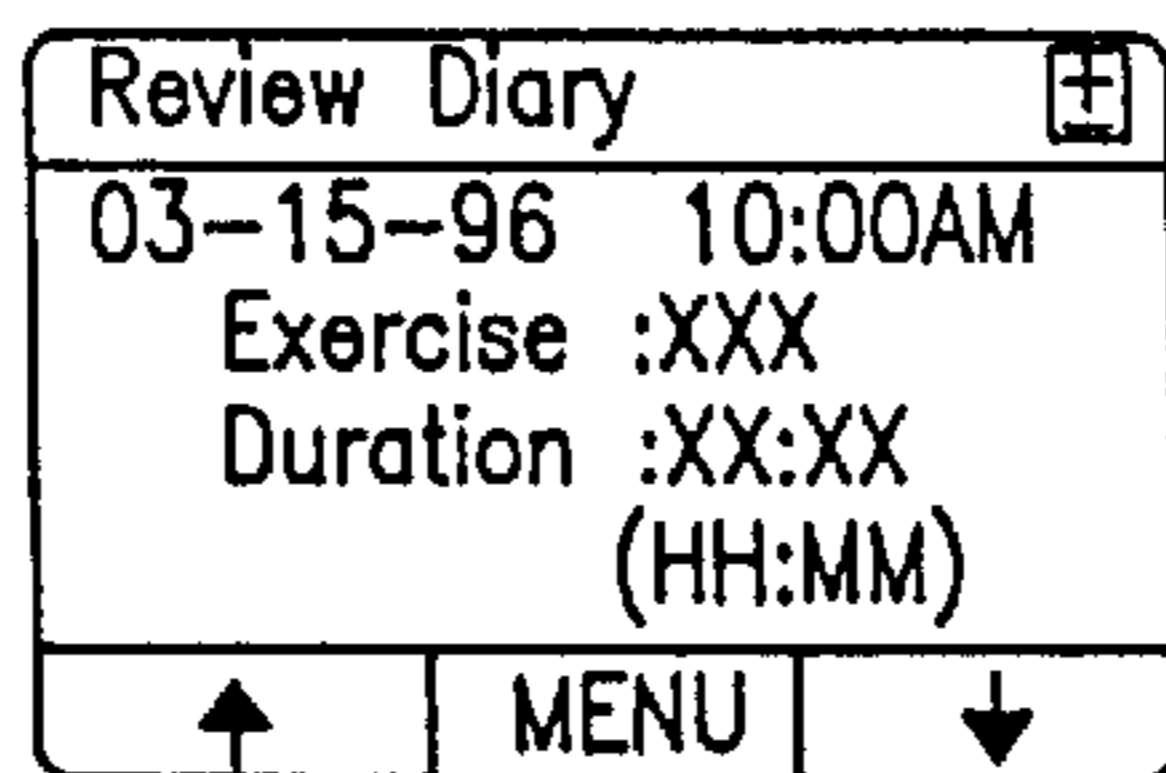 Review Diary
03-15-96 10:00AM
Exercise :XXX
Duration :XX:XX
(HH:MM)
↑ MENU ↓